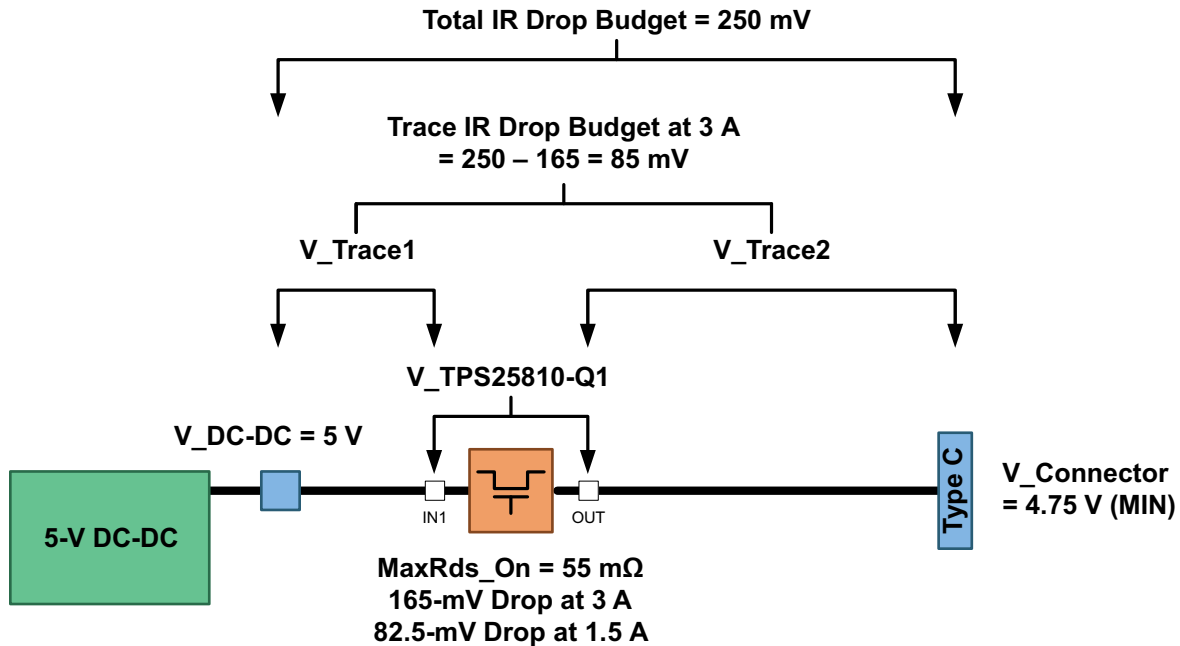 Total IR Drop Budget = 250 mV
Trace IR Drop Budget at 3 A
= 250 – 165 = 85 mV
V_Trace1
V_Trace2
V_TPS25810-Q1
V_DC-DC = 5 V
5-V DC-DC
IN1
OUT
Type C
V_Connector
= 4.75 V (MIN)
MaxRds_On = 55 mΩ
165-mV Drop at 3 A
82.5-mV Drop at 1.5 A